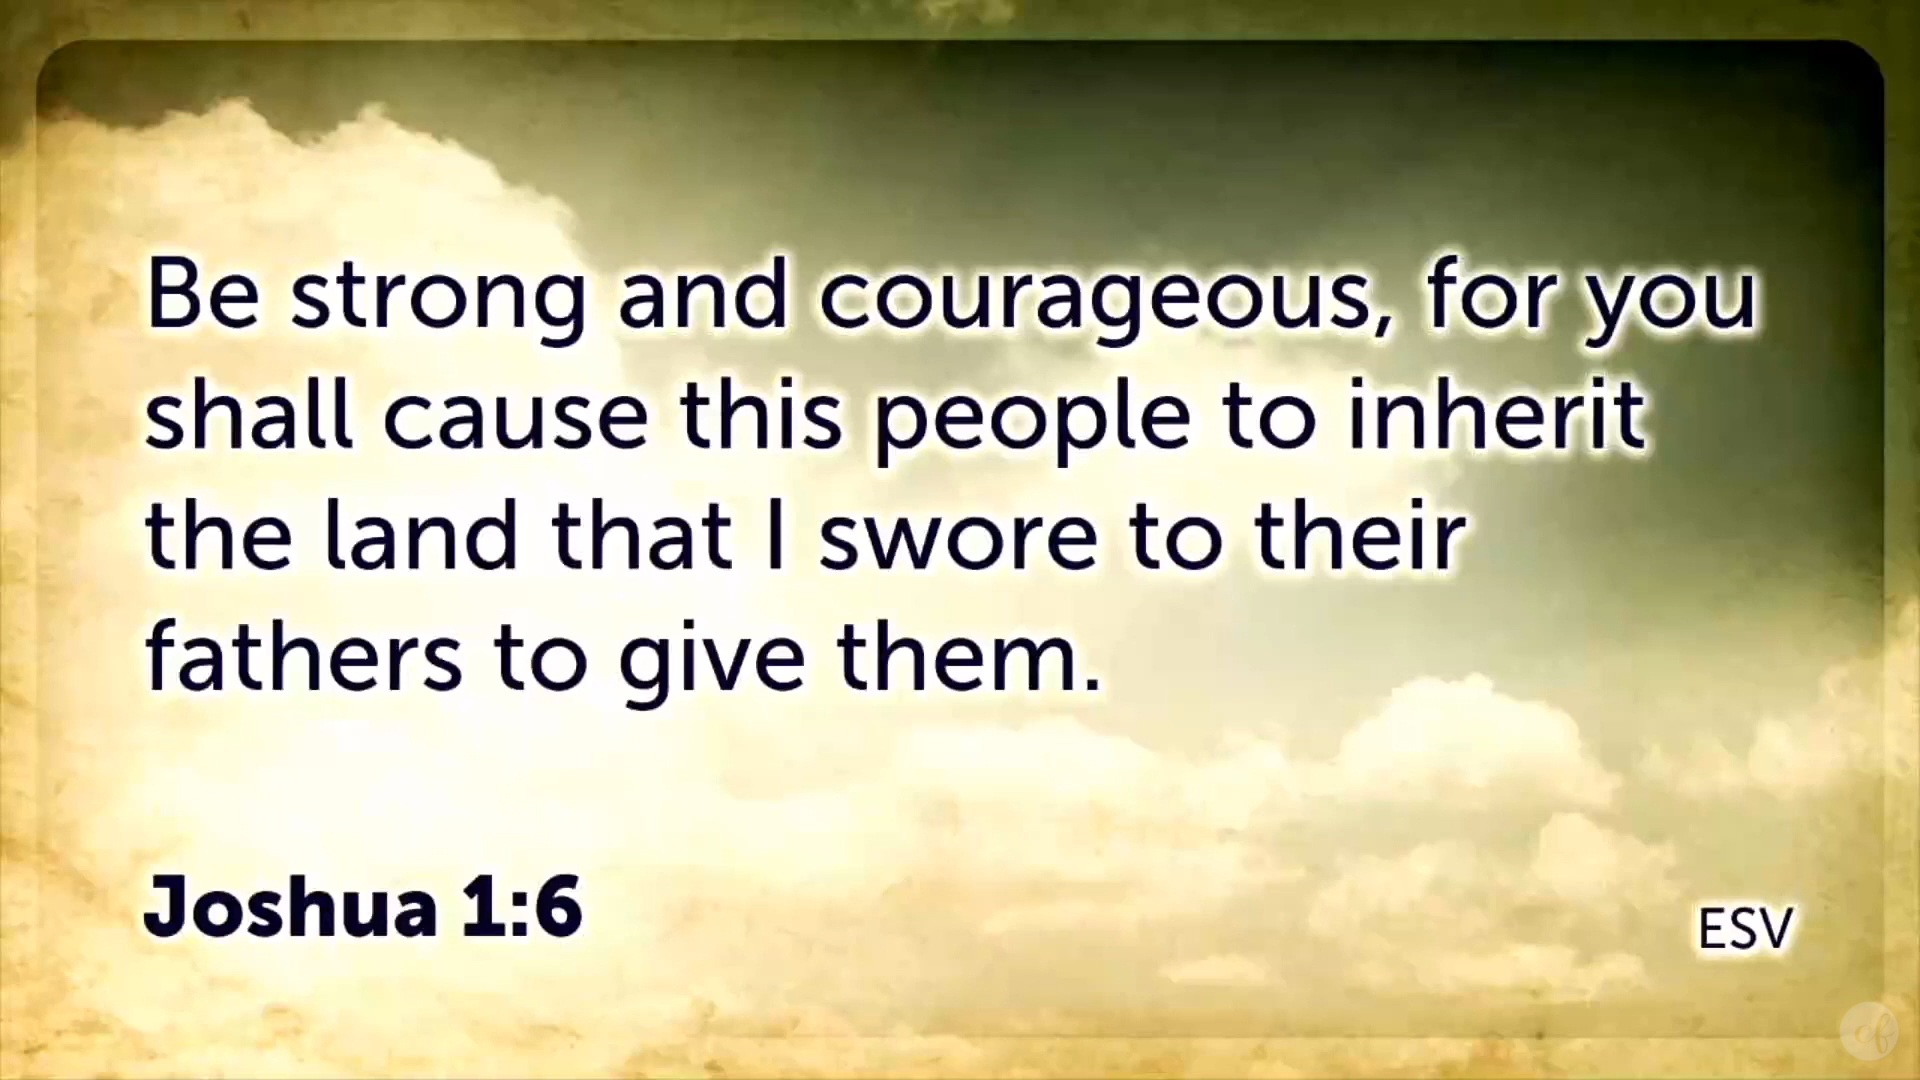 Be strong and courageous, for you
shall cause this people to inherit
the land that I swore to their
fathers to give them.
Joshua 1:6
ESV